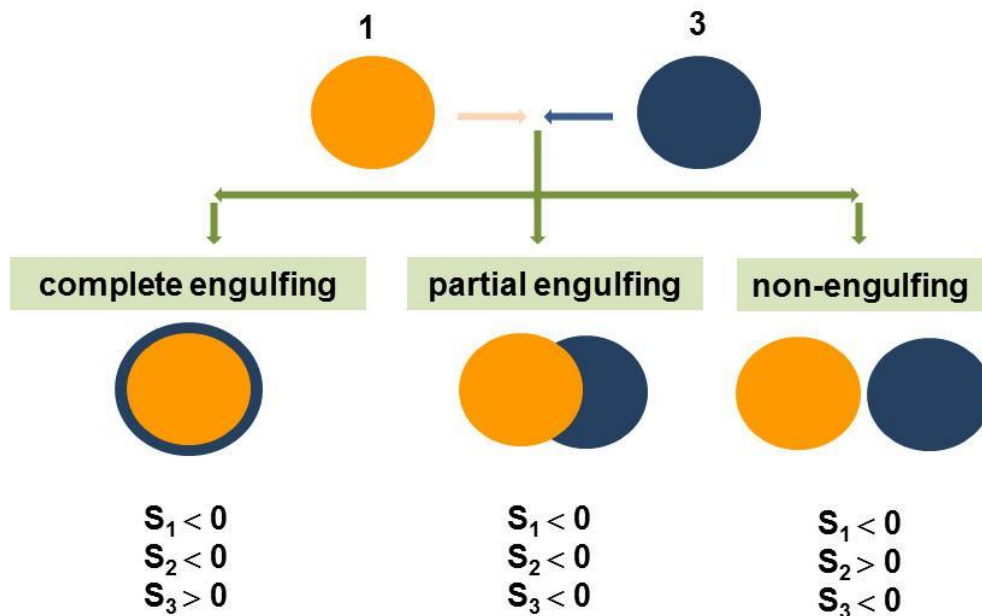 1
3
complete engulfing
partial engulfing
non-engulfing
S₁ < 0
S₂ < 0
S₃ > 0
S₁ < 0
S₂ < 0
S₃ < 0
S₁ < 0
S₂ > 0
S₃ < 0